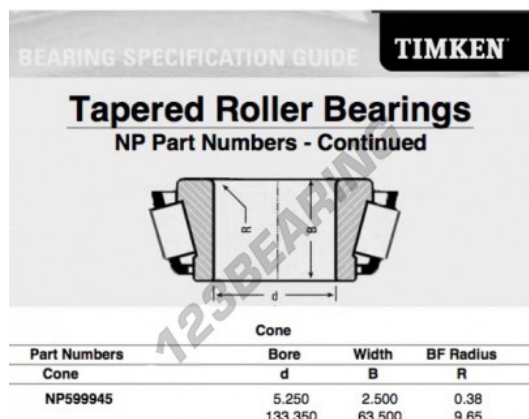 BEARING SPECIFICATION GUIDE
TIMKEN
Tapered Roller Bearings
NP Part Numbers - Continued
R
B
d
123BEARING
Cone
Part Numbers Bore Width BF Radius
Cone d B R
NP599945 5.250 2.500 0.38
133.350 63.500 9.65